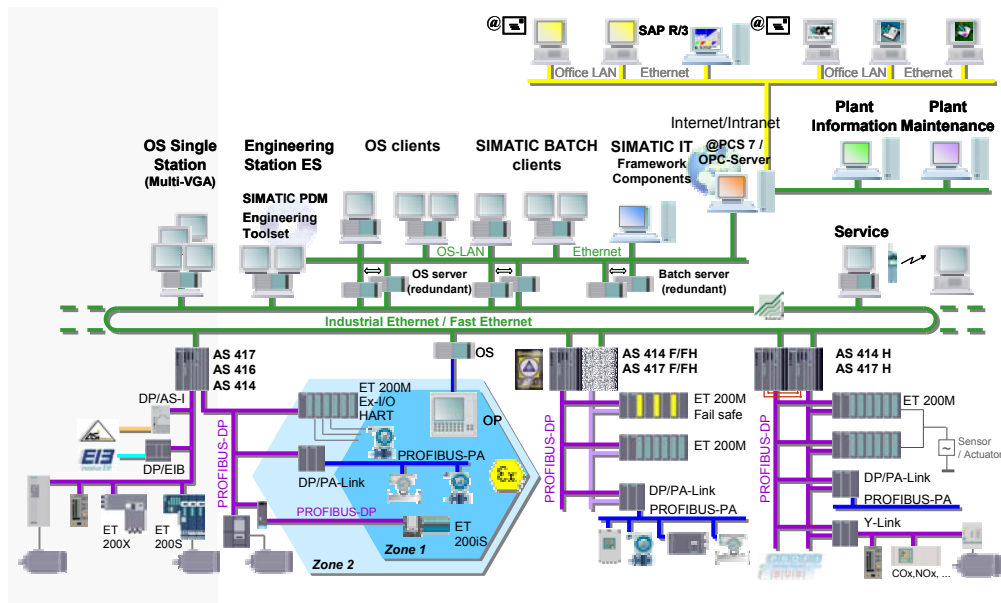 @
SAP R/3
@
OPC
Office LAN
Ethernet
Office LAN
Ethernet
Internet/Intranet
@PCS 7 /
OPC-Server
Plant
Information
Plant
Maintenance
OS Single
Station
(Multi-VGA)
Engineering
Station ES
SIMATIC PDM
Engineering
Toolset
OS clients
SIMATIC BATCH
clients
SIMATIC IT
Framework
Components
Service
OS-LAN
Ethernet
OS server
(redundant)
Batch server
(redundant)
Industrial Ethernet / Fast Ethernet
AS 417
AS 416
AS 414
OS
AS 414 F/FH
AS 417 F/FH
AS 414 H
AS 417 H
DP/AS-I
DP/EIB
PROFIBUS-DP
ET 200M
Ex-I/O
HART
OP
PROFIBUS-PA
DP/PA-Link
PROFIBUS-DP
ET
200iS
Zone 1
Zone 2
Ex
ET
200X
ET
200S
PROFIBUS-DP
ET 200M
Fail safe
ET 200M
DP/PA-Link
PROFIBUS-PA
PROFIBUS-DP
ET 200M
Sensor
/ Actuator
DP/PA-Link
PROFIBUS-PA
Y-Link
COx,NOx, ...